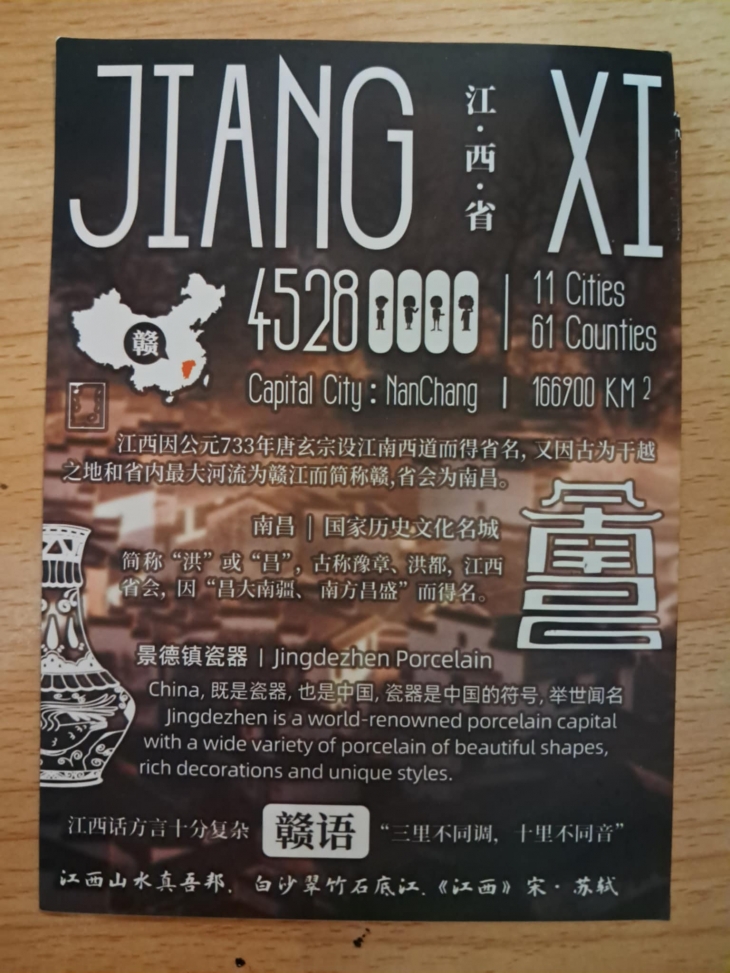 JIANG XI
江·西·省
4528
11 Cities
61 Counties
赣
Capital City : NanChang
166900 KM²
江西因公元733年唐玄宗设江南西道而得省名, 又因古为干越
之地和省内最大河流为赣江而简称赣,省会为南昌。
南昌 | 国家历史文化名城
简称“洪”或“昌”, 古称豫章、洪都, 江西
省会, 因“昌大南疆、南方昌盛”而得名。
南昌
景德镇瓷器 | Jingdezhen Porcelain
China, 既是瓷器, 也是中国, 瓷器是中国的符号, 举世闻名
Jingdezhen is a world-renowned porcelain capital
with a wide variety of porcelain of beautiful shapes,
rich decorations and unique styles.
江西话方言十分复杂 赣语 “三里不同调, 十里不同音”
江西山水真吾邦. 白沙翠竹石底江.《江西》宋·苏轼